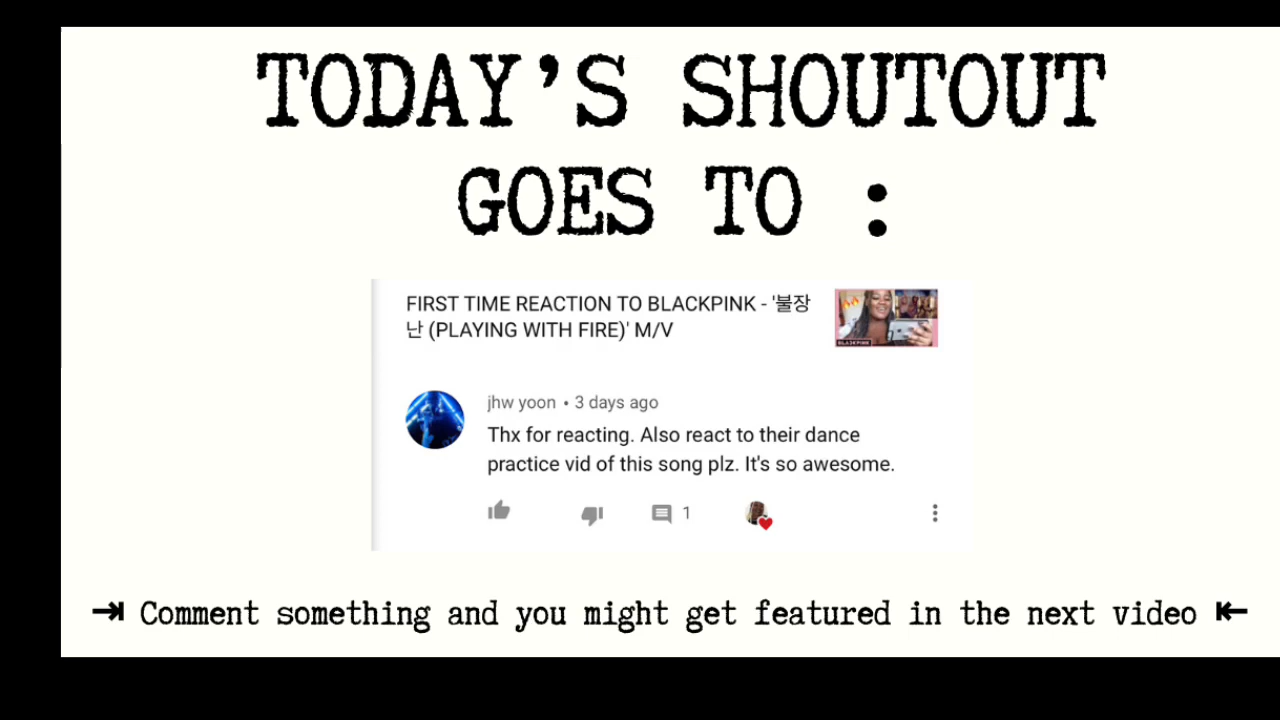 TODAY'S SHOUTOUT
GOES TO :
FIRST TIME REACTION TO BLACKPINK - '불장
난 (PLAYING WITH FIRE)' M/V
BLACKPINK
jhw yoon • 3 days ago
Thx for reacting. Also react to their dance
practice vid of this song plz. It's so awesome.
1
⇥ Comment something and you might get featured in the next video ⇤